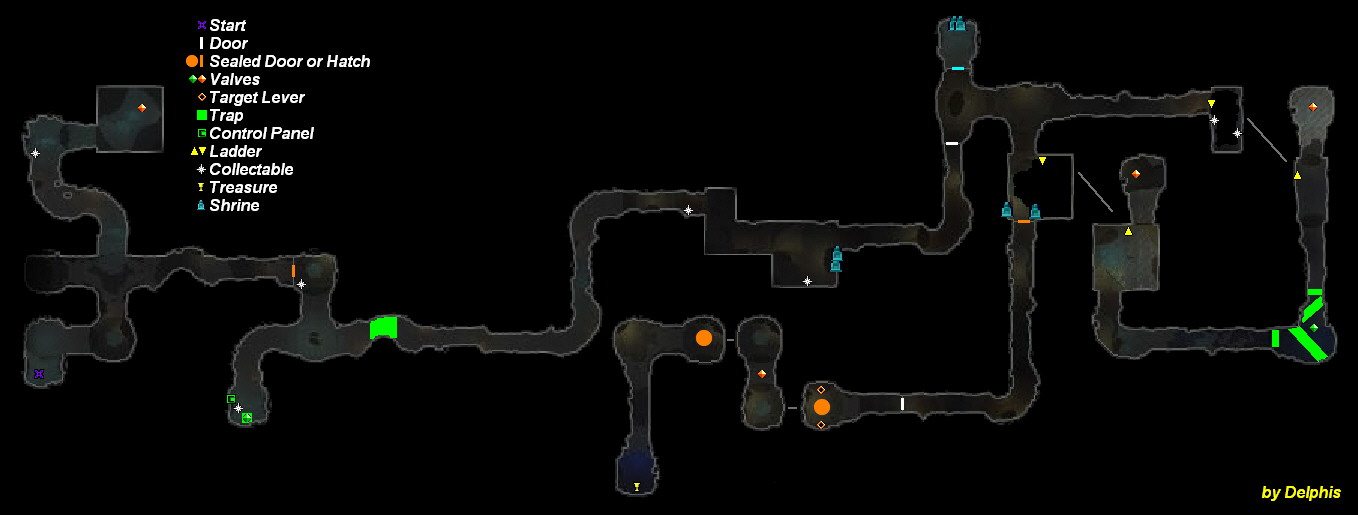 Start
Door
Sealed Door or Hatch
Valves
Target Lever
Trap
Control Panel
Ladder
Collectable
Treasure
Shrine
by Delphis